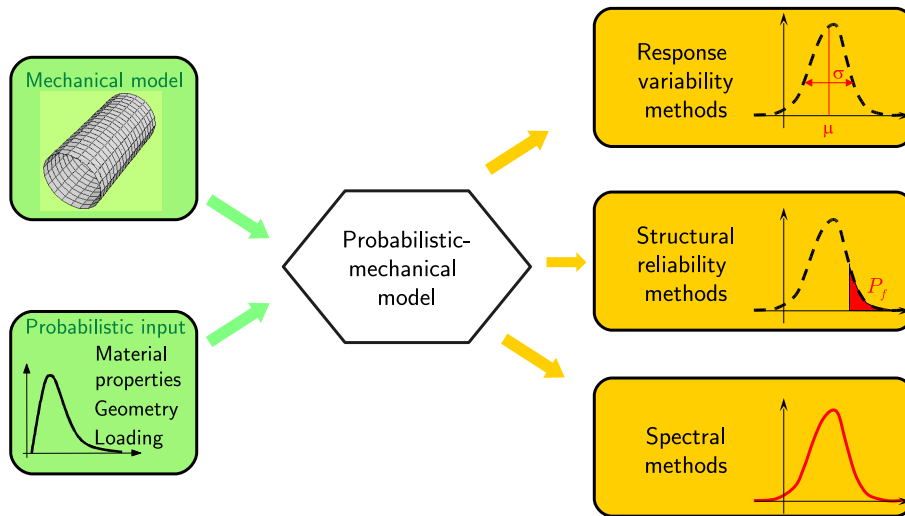 Mechanical model
Probabilistic input
Material
properties
Geometry
Loading
Probabilistic-
mechanical
model
Response
variability
methods
σ
μ
Structural
reliability
methods
P_f
Spectral
methods